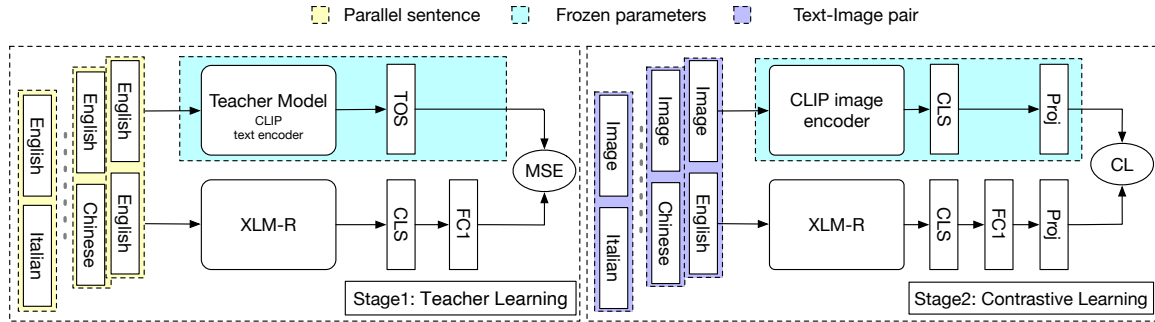 Parallel sentence
Frozen parameters
Text-Image pair
English
Italian
English
Chinese
English
English
Teacher Model
CLIP
text encoder
TOS
MSE
XLM-R
CLS
FC1
Stage1: Teacher Learning
Image
Italian
Image
Chinese
Image
English
CLIP image
encoder
CLS
Proj
CL
XLM-R
CLS
FC1
Proj
Stage2: Contrastive Learning